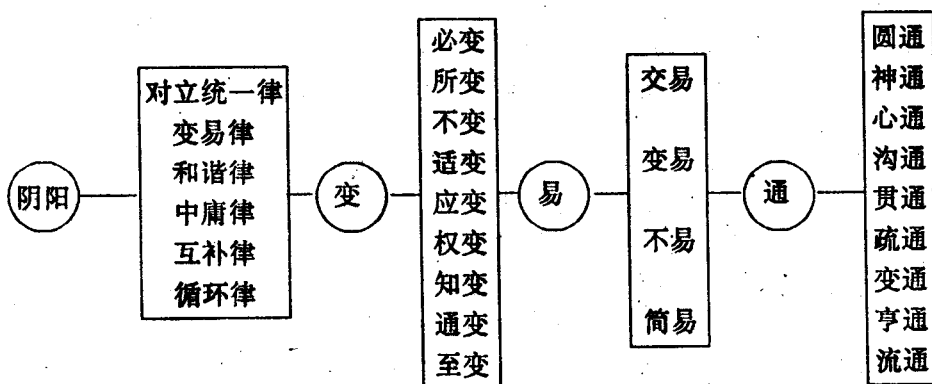 阴阳
对立统一律
变易律
和谐律
中庸律
互补律
循环律
变
必变
所变
不变
适变
应变
权变
知变
通变
至变
易
交易
变易
不易
简易
通
圆通
神通
心通
沟通
贯通
疏通
变通
亨通
流通